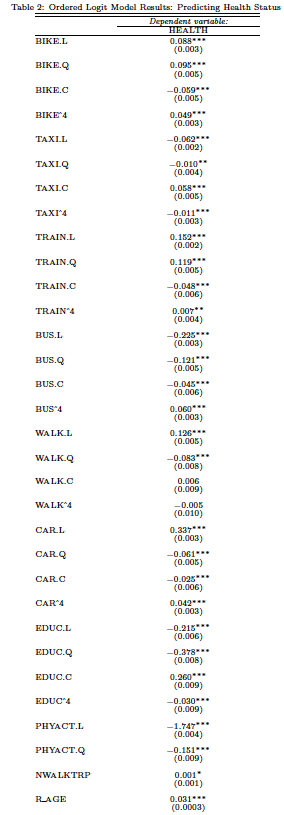 Table 2: Ordered Logit Model Results: Predicting Health Status
Dependent variable:
HEALTH
BIKE.L 0.088***
(0.003)
BIKE.Q 0.095***
(0.005)
BIKE.C −0.059***
(0.005)
BIKE^4 0.049***
(0.003)
TAXI.L −0.062***
(0.002)
TAXI.Q −0.010**
(0.004)
TAXI.C 0.058***
(0.005)
TAXI^4 −0.011***
(0.003)
TRAIN.L 0.152***
(0.002)
TRAIN.Q 0.119***
(0.005)
TRAIN.C −0.048***
(0.006)
TRAIN^4 0.007**
(0.004)
BUS.L −0.225***
(0.003)
BUS.Q −0.121***
(0.005)
BUS.C −0.045***
(0.006)
BUS^4 0.060***
(0.003)
WALK.L 0.126***
(0.005)
WALK.Q −0.083***
(0.008)
WALK.C 0.006
(0.009)
WALK^4 −0.005
(0.010)
CAR.L 0.337***
(0.003)
CAR.Q −0.061***
(0.005)
CAR.C −0.025***
(0.006)
CAR^4 0.042***
(0.003)
EDUC.L −0.215***
(0.006)
EDUC.Q −0.378***
(0.008)
EDUC.C 0.260***
(0.009)
EDUC^4 −0.030***
(0.009)
PHYACT.L −1.747***
(0.004)
PHYACT.Q −0.151***
(0.009)
NWALKTRP 0.001*
(0.001)
R_AGE 0.031***
(0.0003)